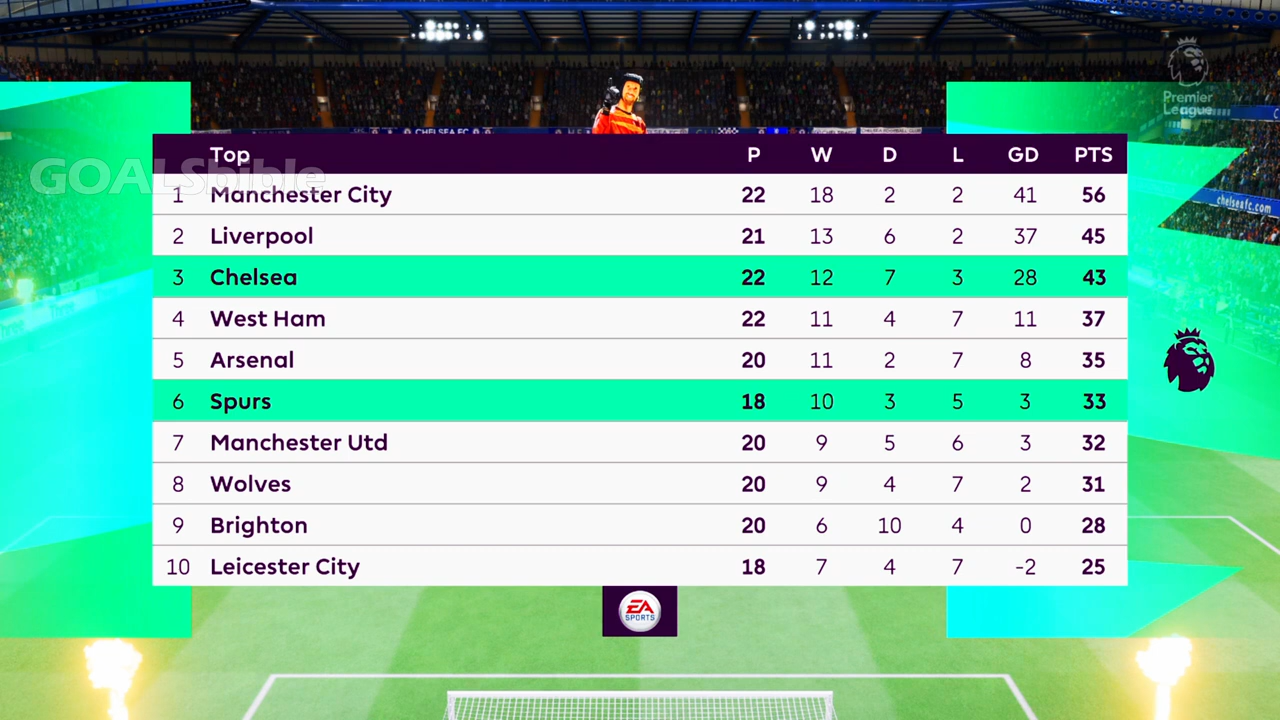 Premier
League
CHELSEA FC
chelseafc.com
GOALSbible
Top P W D L GD PTS
1 Manchester City 22 18 2 2 41 56
2 Liverpool 21 13 6 2 37 45
3 Chelsea 22 12 7 3 28 43
4 West Ham 22 11 4 7 11 37
5 Arsenal 20 11 2 7 8 35
6 Spurs 18 10 3 5 3 33
7 Manchester Utd 20 9 5 6 3 32
8 Wolves 20 9 4 7 2 31
9 Brighton 20 6 10 4 0 28
10 Leicester City 18 7 4 7 -2 25
Three
EA
SPORTS